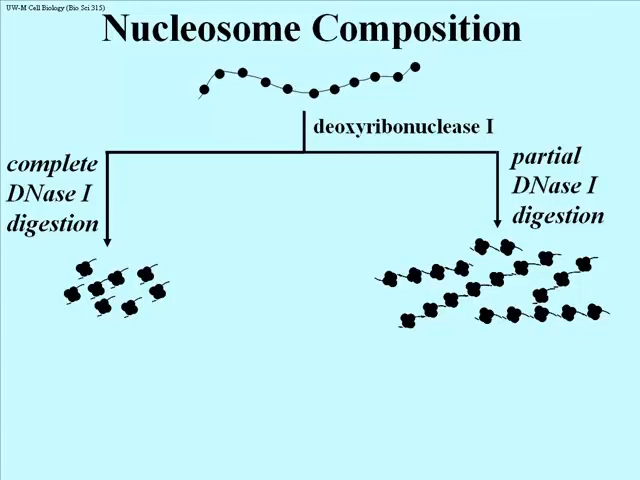 UW-M Cell Biology (Bio Sci 315)
Nucleosome Composition
deoxyribonuclease I
complete
DNase I
digestion
partial
DNase I
digestion